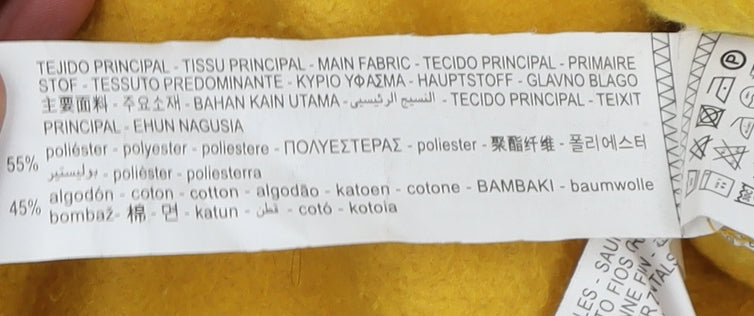 TEJIDO PRINCIPAL - TISSU PRINCIPAL - MAIN FABRIC - TECIDO PRINCIPAL - PRIMAIRE
STOF - TESSUTO PREDOMINANTE - ΚΥΡΙΟ ΥΦΑΣΜΑ - HAUPTSTOFF - GLAVNO BLAGO
主要面料 - 주요소재 - BAHAN KAIN UTAMA - النسيج الرئيسي - TECIDO PRINCIPAL - TEIXIT
PRINCIPAL - EHUN NAGUSIA
55% poliéster - polyester - poliestere - ΠΟΛΥΕΣΤΕΡΑΣ - poliester - 聚酯纤维 - 폴리에스터
بوليستير - polièster - poliesterra
45% algodón - coton - cotton - algodão - katoen - cotone - BAMBAKI - baumwolle
bombaž - 棉 - 면 - katun - قطن - cotó - kotoia
P